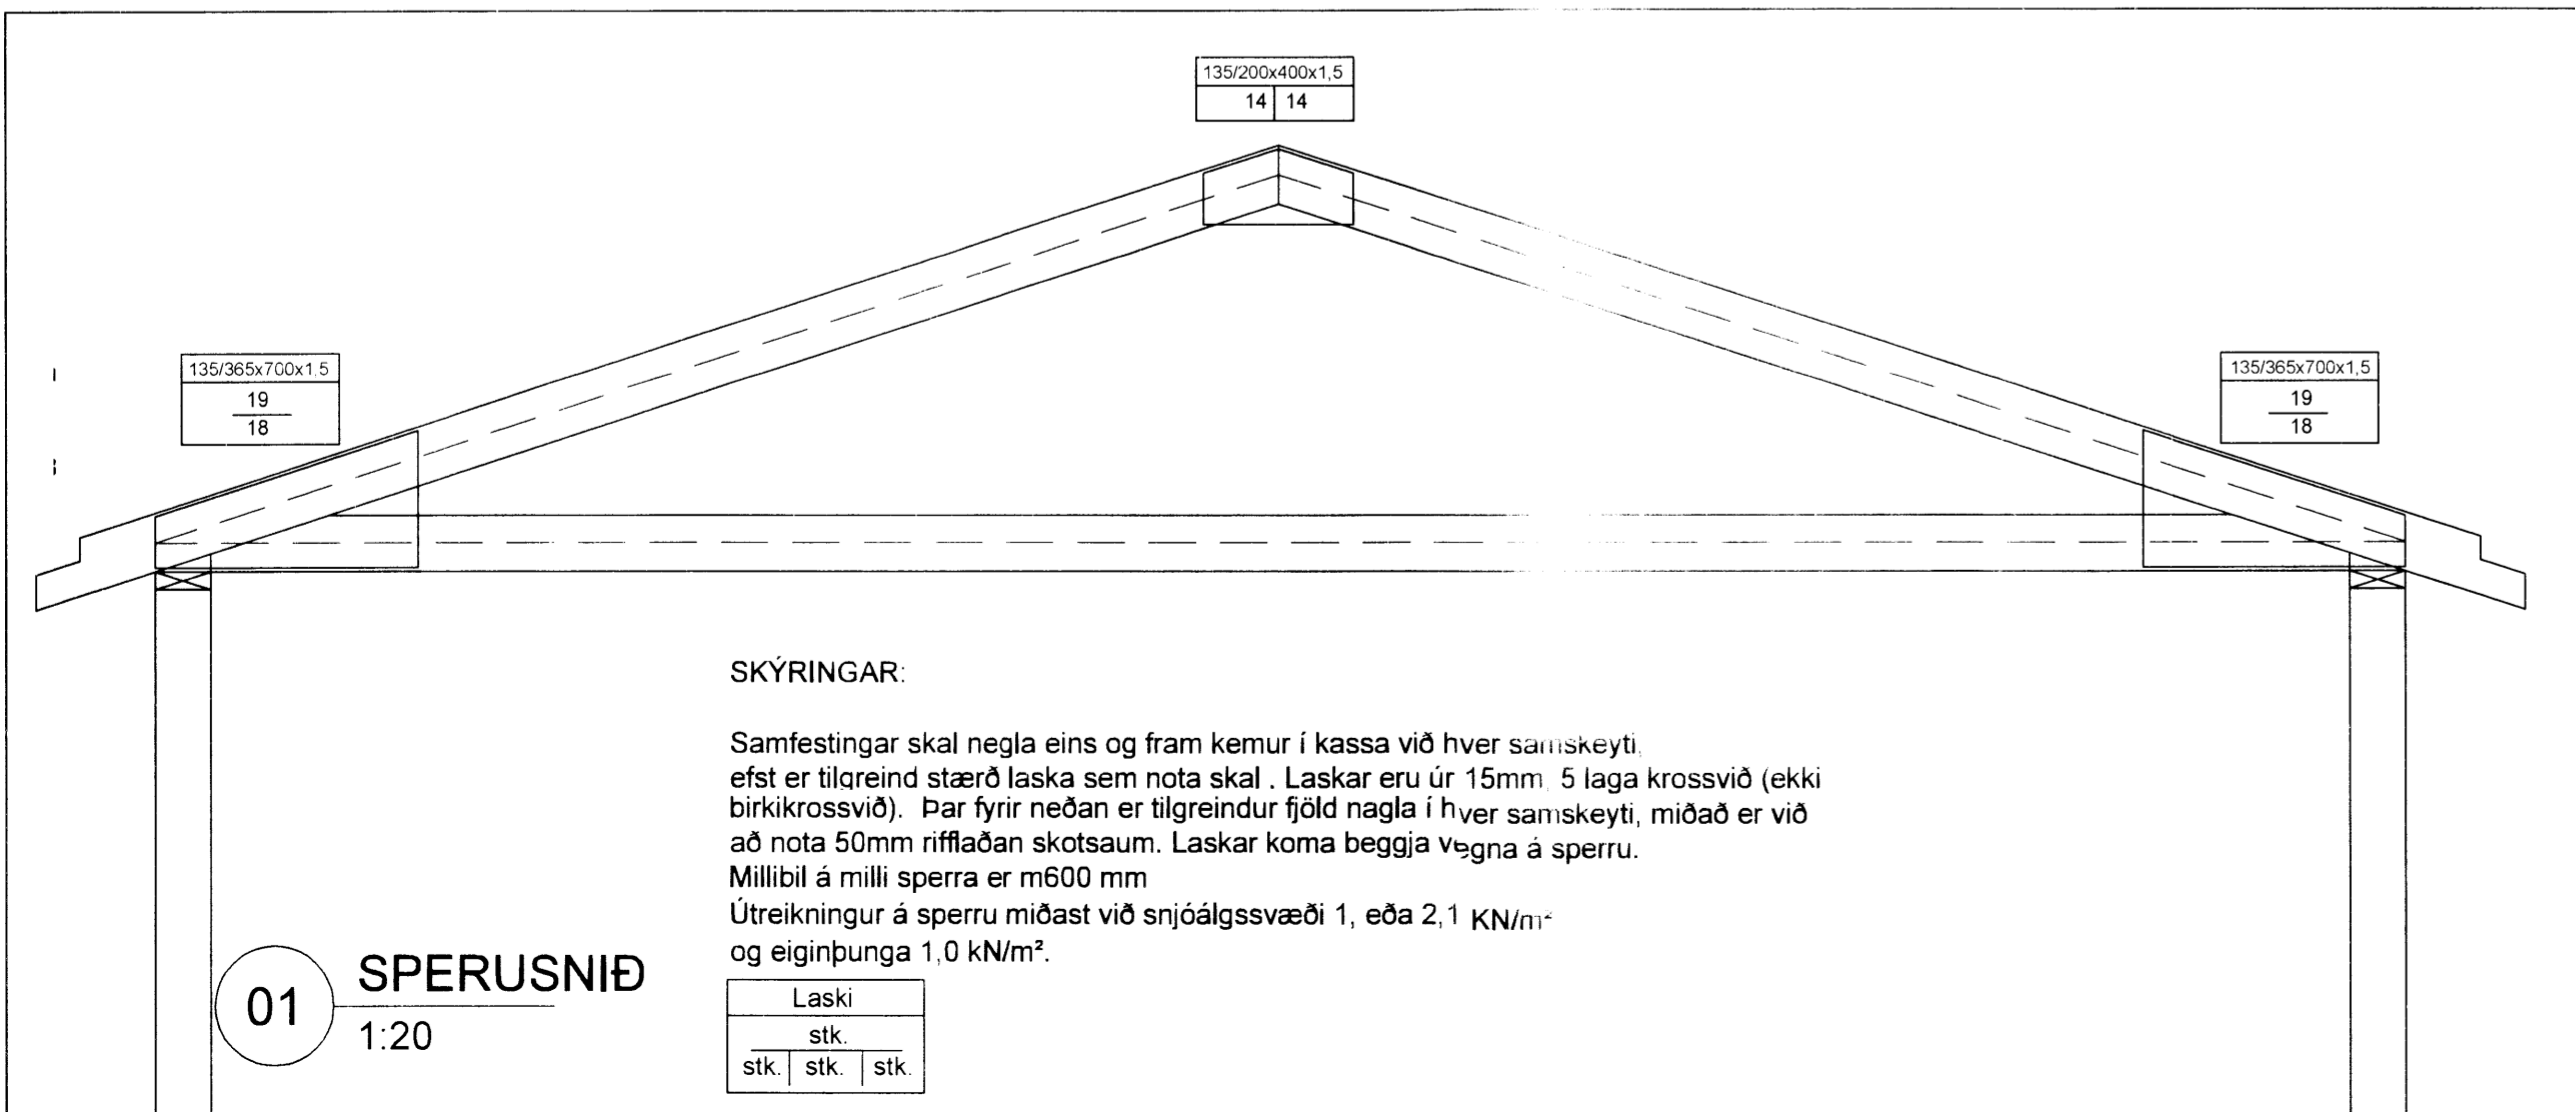 135/200x400x1,5
14 14
135/365x700x1,5
19
18
135/365x700x1,5
19
18
SKÝRINGAR:
Samfestingar skal negla eins og fram kemur í kassa við hver samskeyti,
efst er tilgreind stærð laska sem nota skal . Laskar eru úr 15mm, 5 laga krossvið (ekki
birkikrossvið). Þar fyrir neðan er tilgreindur fjöld nagla í hver samskeyti, miðað er við
að nota 50mm rifflaðan skotsaum. Laskar koma beggja vegna á sperru.
Millibil á milli sperra er m600 mm
Útreikningur á sperru miðast við snjóálgssvæði 1, eða 2,1 KN/m²
og eiginþunga 1,0 kN/m².
01
SPERUSNIÐ
1:20
Laski
stk.
stk. stk. stk.